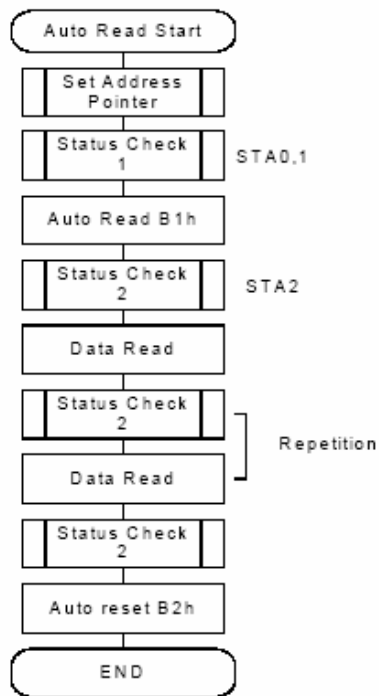 Auto Read Start
Set Address
Pointer
Status Check
1
STA0,1
Auto Read B1h
Status Check
2
STA2
Data Read
Status Check
2
Repetition
Data Read
Status Check
2
Auto reset B2h
END